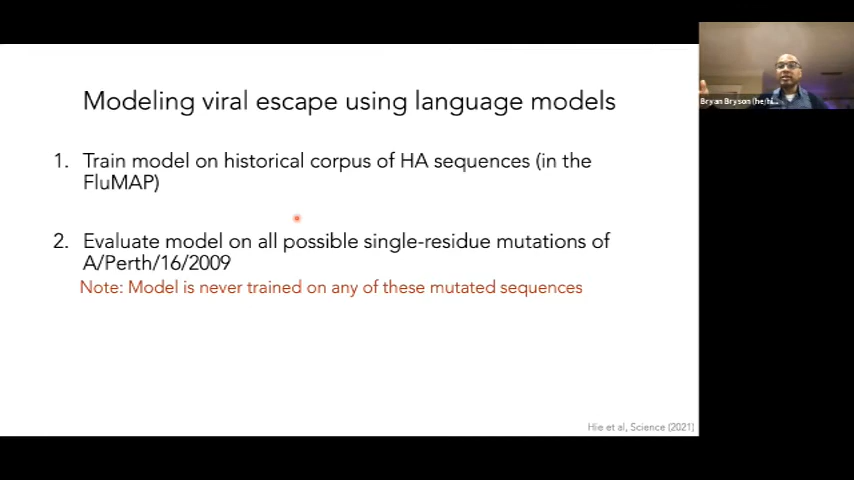 Modeling viral escape using language models
1. Train model on historical corpus of HA sequences (in the
FluMAP)
2. Evaluate model on all possible single-residue mutations of
A/Perth/16/2009
Note: Model is never trained on any of these mutated sequences
Hie et al, Science (2021)
Bryan Bryson (he/hi...